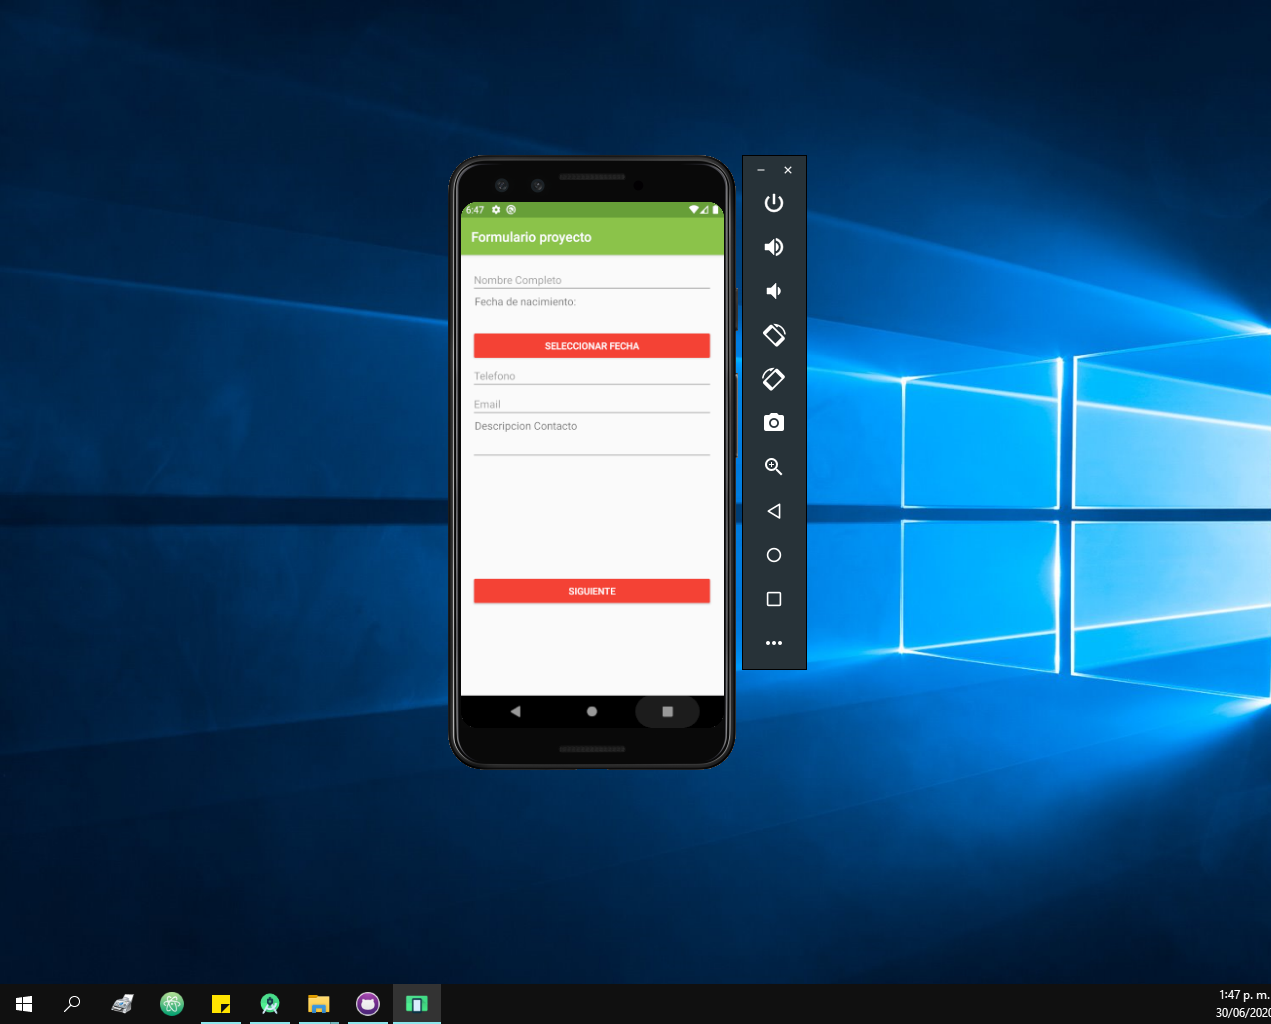 6:47
Formulario proyecto
Nombre Completo
Fecha de nacimiento:
SELECCIONAR FECHA
Telefono
Email
Descripcion Contacto
SIGUIENTE
1:47 p. m.
30/06/2020